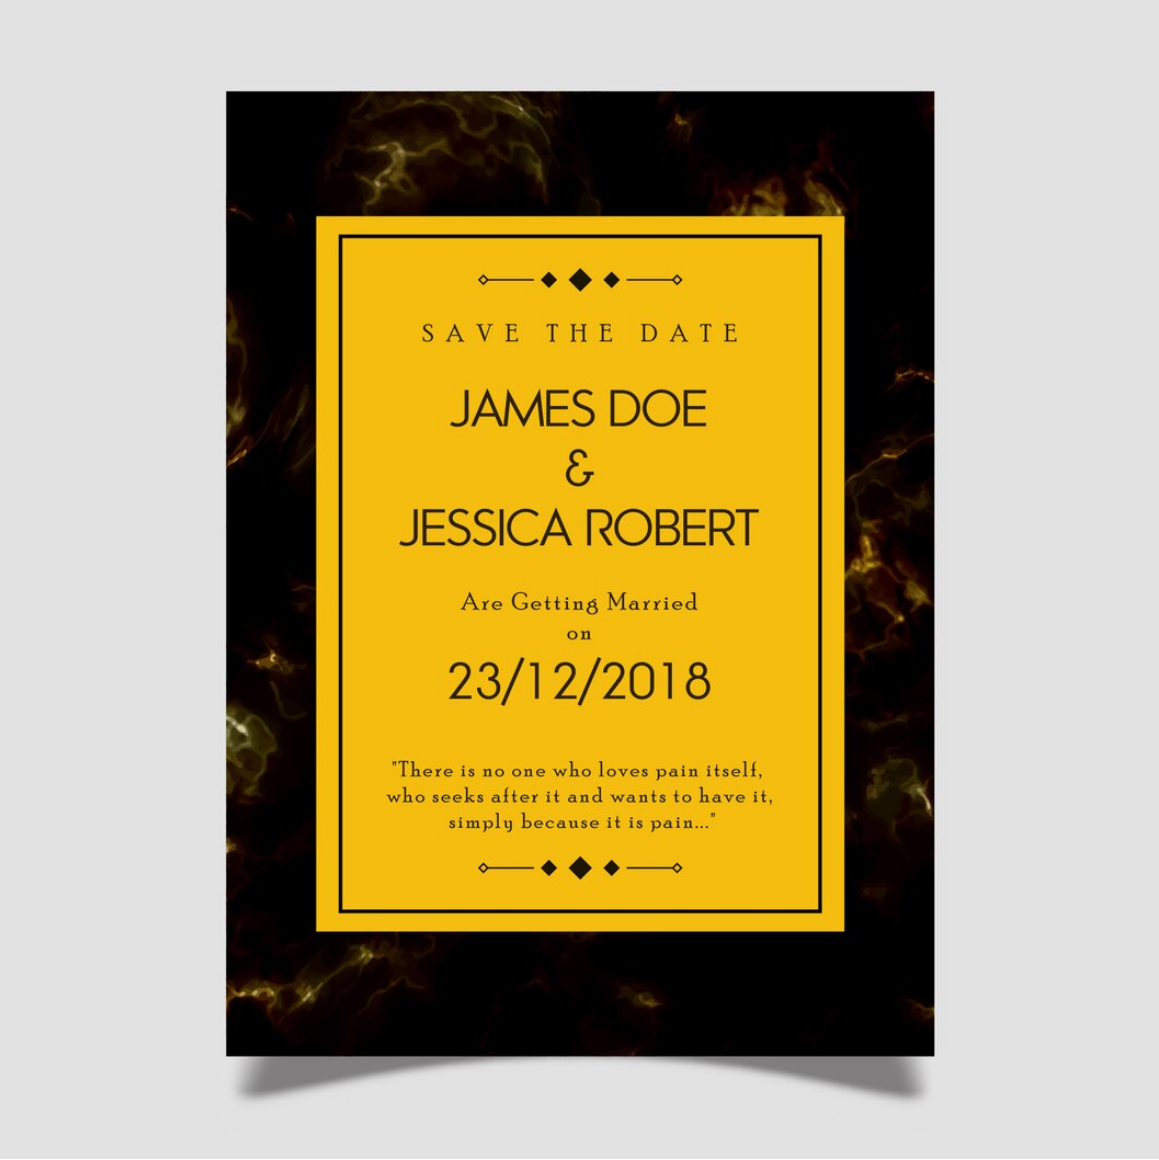 SAVE THE DATE
JAMES DOE
&
JESSICA ROBERT
Are Getting Married
on
23/12/2018
"There is no one who loves pain itself,
who seeks after it and wants to have it,
simply because it is pain..."